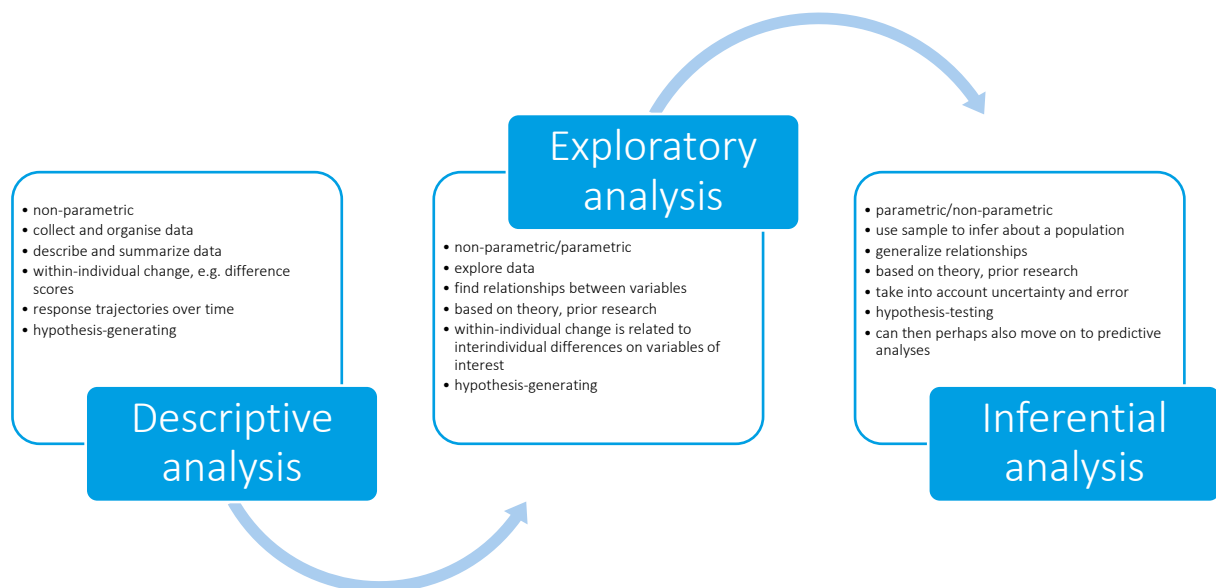 • non-parametric
• collect and organise data
• describe and summarize data
• within-individual change, e.g. difference
scores
• response trajectories over time
• hypothesis-generating
Descriptive
analysis
Exploratory
analysis
• non-parametric/parametric
• explore data
• find relationships between variables
• based on theory, prior research
• within-individual change is related to
interindividual differences on variables of
interest
• hypothesis-generating
• parametric/non-parametric
• use sample to infer about a population
• generalize relationships
• based on theory, prior research
• take into account uncertainty and error
• hypothesis-testing
• can then perhaps also move on to predictive
analyses
Inferential
analysis